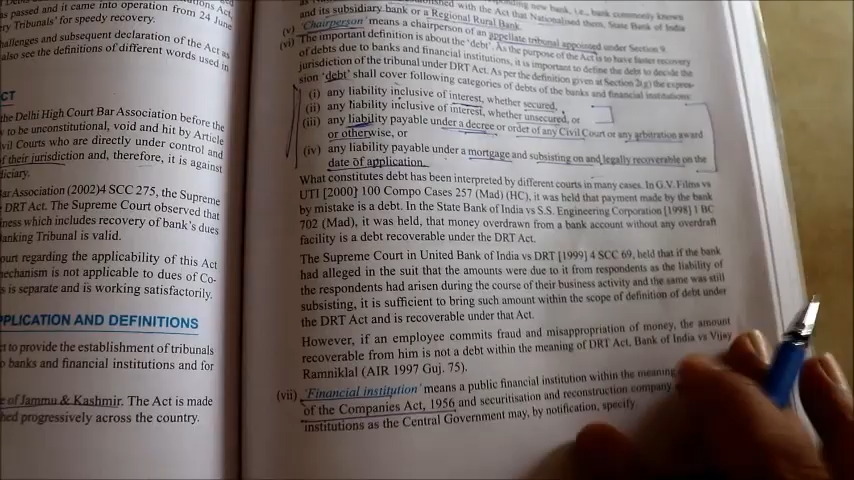 and its subsidiary bank or a Regional Rural Bank.
(v) 'Chairperson' means a chairperson of an appellate tribunal appointed under Section 9.
(vi) The important definition is about the 'debt'. As the purpose of the Act is to have faster recovery
of debts due to banks and financial institutions, it is important to define the debt to decide the
jurisdiction of the tribunal under DRT Act. As per the definition given at Section 2(g) the expres-
sion 'debt' shall cover following categories of debts of the banks and financial institutions:
(i) any liability inclusive of interest, whether secured,
(ii) any liability inclusive of interest, whether unsecured, or
(iii) any liability payable under a decree or order of any Civil Court or any arbitration award
or otherwise, or
(iv) any liability payable under a mortgage and subsisting on and legally recoverable on the
date of application.
What constitutes debt has been interpreted by different courts in many cases. In G.V. Films vs
UTI [2000] 100 Compo Cases 257 (Mad) (HC), it was held that payment made by the bank
by mistake is a debt. In the State Bank of India vs S.S. Engineering Corporation [1998] 1 BC
702 (Mad), it was held, that money overdrawn from a bank account without any overdraft
facility is a debt recoverable under the DRT Act.
The Supreme Court in United Bank of India vs DRT [1999] 4 SCC 69, held that if the bank
had alleged in the suit that the amounts were due to it from respondents as the liability of
the respondents had arisen during the course of their business activity and the same was still
subsisting, it is sufficient to bring such amount within the scope of definition of debt under
the DRT Act and is recoverable under that Act.
However, if an employee commits fraud and misappropriation of money, the amount
recoverable from him is not a debt within the meaning of DRT Act. Bank of India vs Vijay
Ramniklal (AIR 1997 Guj. 75).
(vii) 'Financial institution' means a public financial institution within the meaning
of the Companies Act, 1956 and securitisation and reconstruction company
institutions as the Central Government may, by notification, specify.
passed and it came into operation from 24 June
ry Tribunals' for speedy recovery.
hallenges and subsequent declaration of the Act as
also see the definitions of different words used in
CT
the Delhi High Court Bar Association before the
to be unconstitutional, void and hit by Article
vil Courts who are directly under control and
of their jurisdiction and, therefore, it is against
diciary.
Bar Association (2002)4 SCC 275, the Supreme
DRT Act. The Supreme Court observed that
iness which includes recovery of bank's dues
anking Tribunal is valid.
ourt regarding the applicability of this Act
mechanism is not applicable to dues of Co-
s is separate and is working satisfactorily.
PLICATION AND DEFINITIONS
ct to provide the establishment of tribunals
o banks and financial institutions and for
e of Jammu & Kashmir. The Act is made
hed progressively across the country.